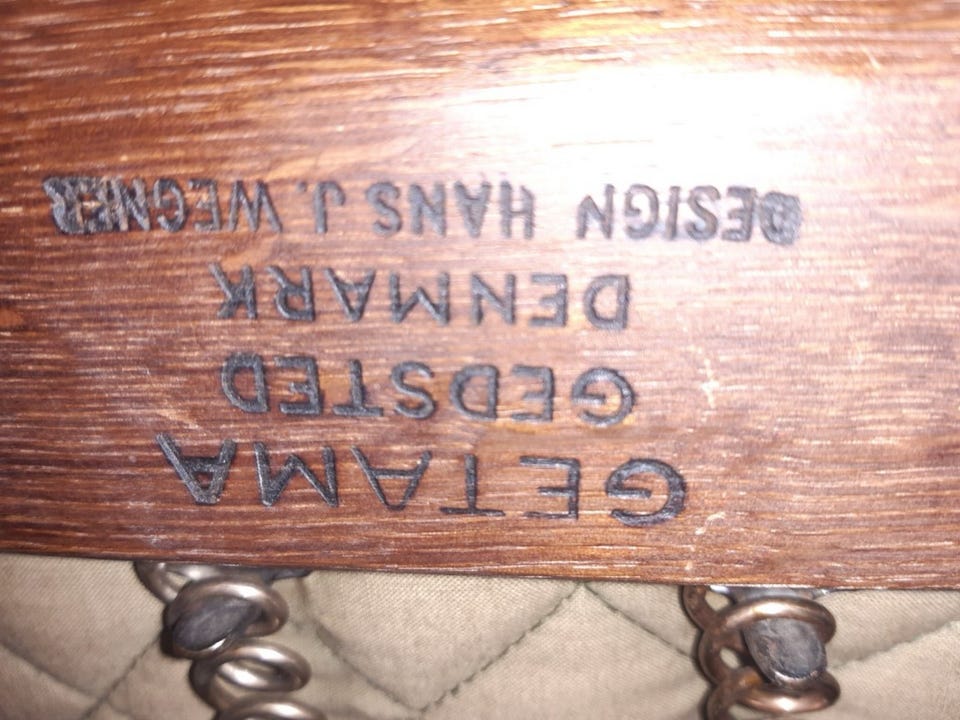 GETAMA
GEDSTED
DENMARK
DESIGN HANS J. WEGNER